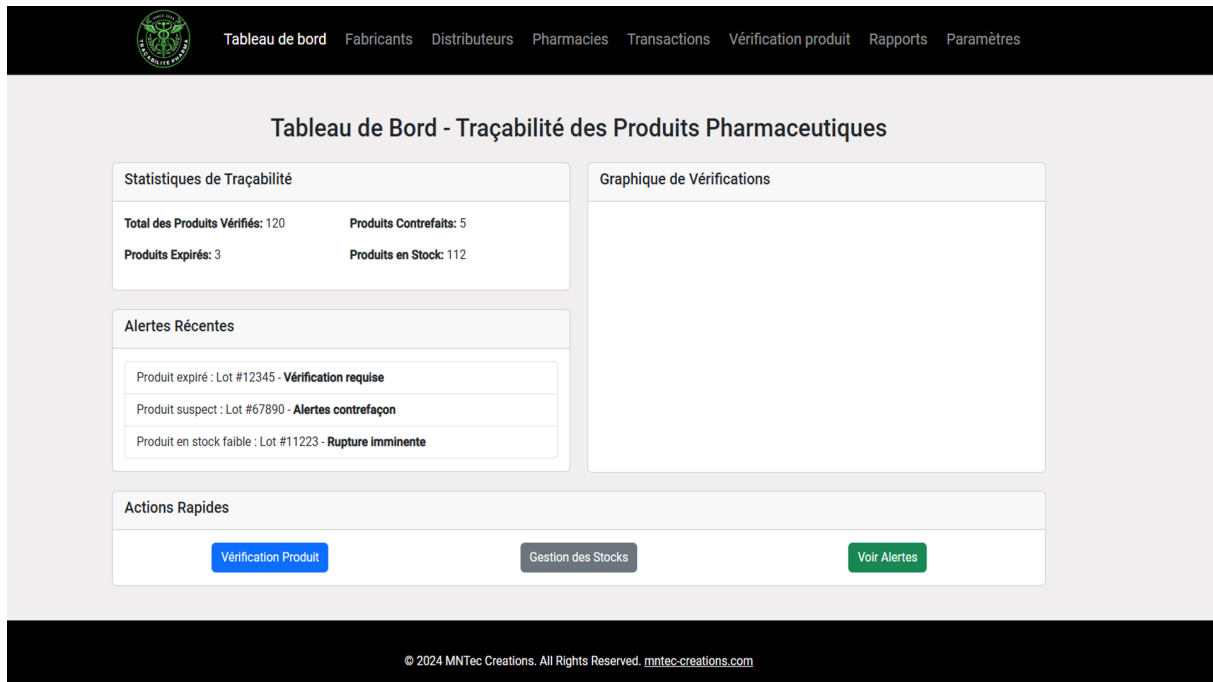 SINCE 2024
TRAÇABILITE PHARMA
Tableau de bord Fabricants Distributeurs Pharmacies Transactions Vérification produit Rapports Paramètres
Tableau de Bord - Traçabilité des Produits Pharmaceutiques
Statistiques de Traçabilité
Total des Produits Vérifiés: 120 Produits Contrefaits: 5
Produits Expirés: 3 Produits en Stock: 112
Graphique de Vérifications
Alertes Récentes
Produit expiré : Lot #12345 - Vérification requise
Produit suspect : Lot #67890 - Alertes contrefaçon
Produit en stock faible : Lot #11223 - Rupture imminente
Actions Rapides
Vérification Produit Gestion des Stocks Voir Alertes
© 2024 MNTec Creations. All Rights Reserved. mntec-creations.com